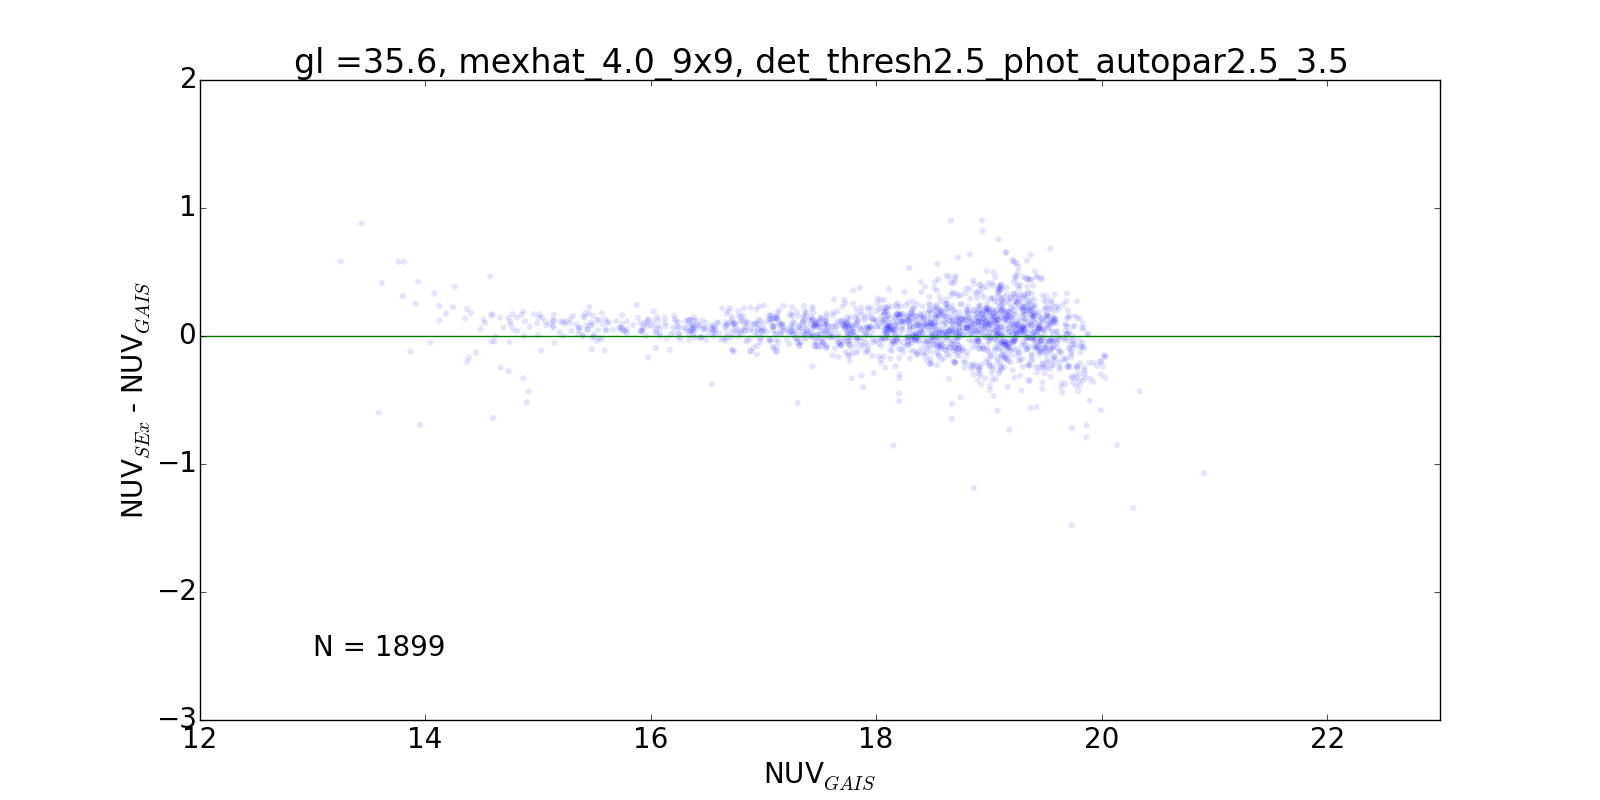 gl =35.6, mexhat_4.0_9x9, det_thresh2.5_phot_autopar2.5_3.5
2
1
0
−1
−2
−3
NUV_SEx - NUV_GAIS
N = 1899
12 14 16 18 20 22
NUV_GAIS